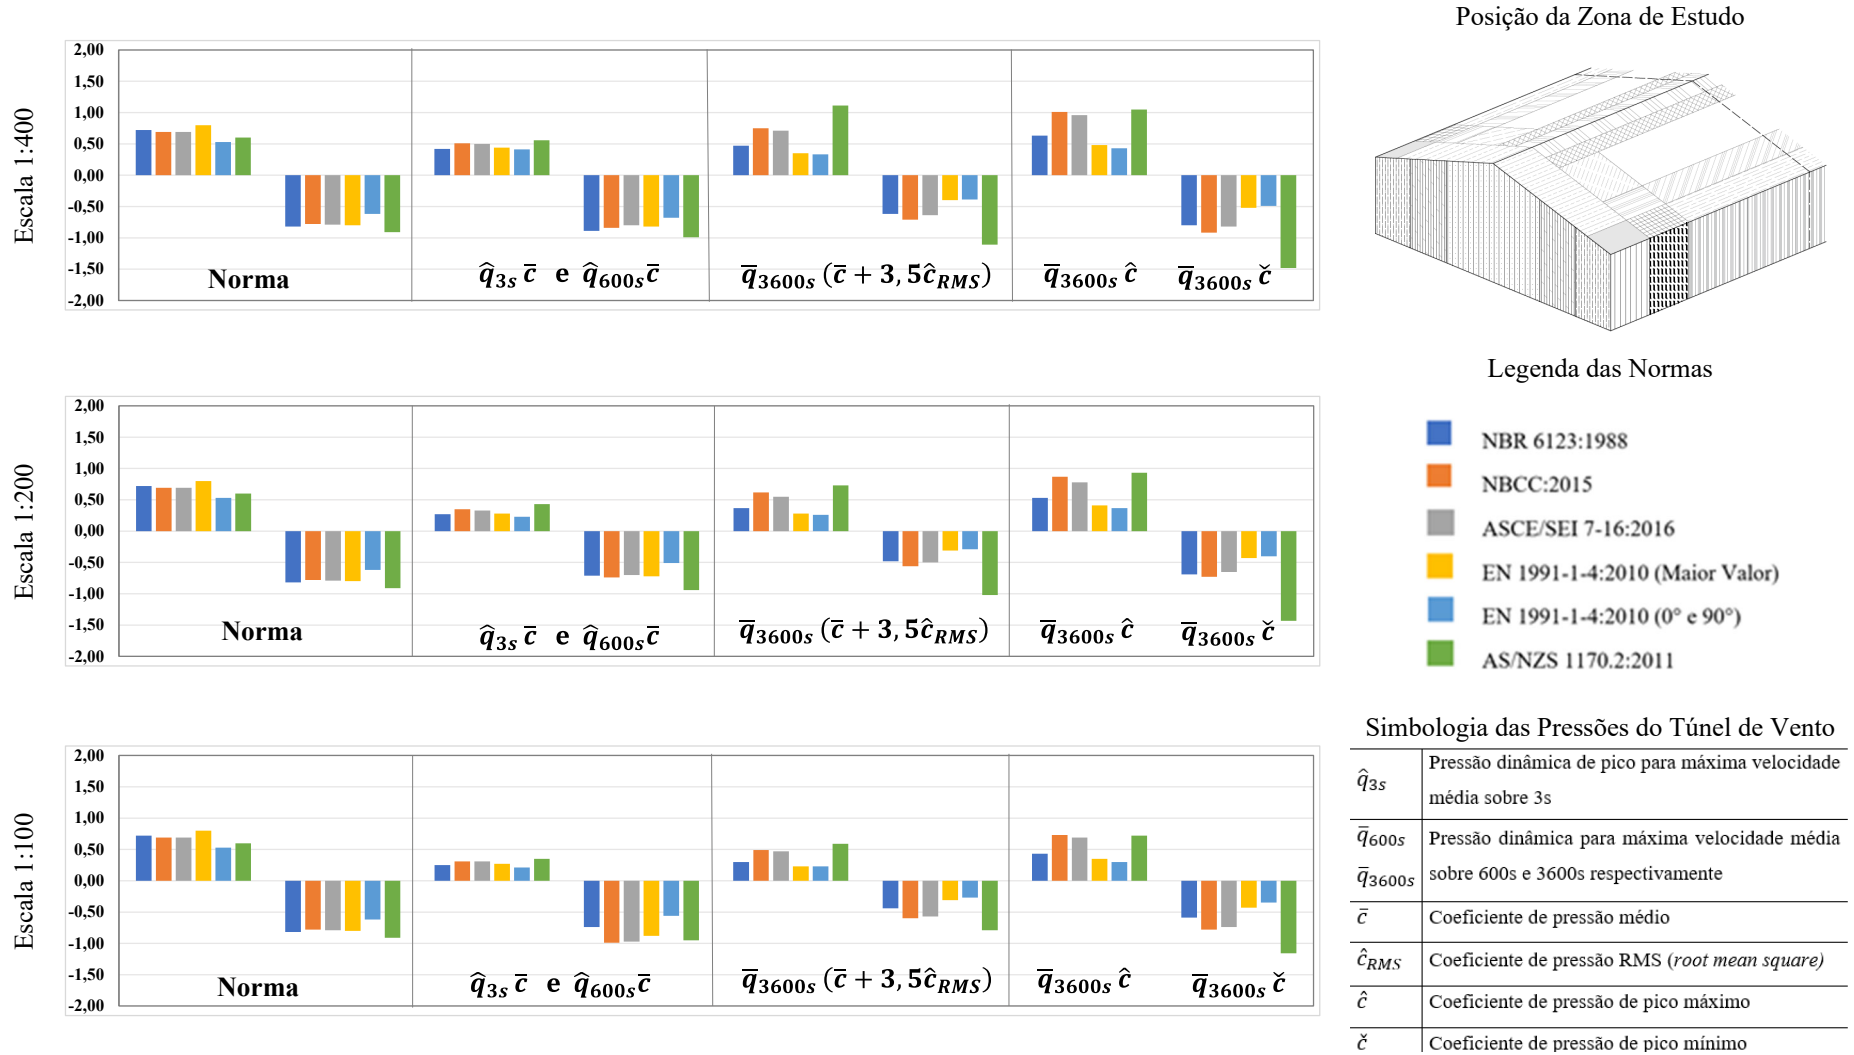 Posição da Zona de Estudo
Escala 1:400
2,00
1,50
1,00
0,50
0,00
-0,50
-1,00
-1,50
-2,00
Norma
q̂3s c̄ e q̂600s c̄
q̄3600s (c̄ + 3,5ĉRMS)
q̄3600s ĉ
q̄3600s č
Legenda das Normas
NBR 6123:1988
NBCC:2015
ASCE/SEI 7-16:2016
EN 1991-1-4:2010 (Maior Valor)
EN 1991-1-4:2010 (0° e 90°)
AS/NZS 1170.2:2011
Escala 1:200
2,00
1,50
1,00
0,50
0,00
-0,50
-1,00
-1,50
-2,00
Norma
q̂3s c̄ e q̂600s c̄
q̄3600s (c̄ + 3,5ĉRMS)
q̄3600s ĉ
q̄3600s č
Escala 1:100
2,00
1,50
1,00
0,50
0,00
-0,50
-1,00
-1,50
-2,00
Norma
q̂3s c̄ e q̂600s c̄
q̄3600s (c̄ + 3,5ĉRMS)
q̄3600s ĉ
q̄3600s č
Simbologia das Pressões do Túnel de Vento
q̂3s Pressão dinâmica de pico para máxima velocidade
média sobre 3s
q̄600s Pressão dinâmica para máxima velocidade média
q̄3600s sobre 600s e 3600s respectivamente
c̄ Coeficiente de pressão médio
ĉRMS Coeficiente de pressão RMS (root mean square)
ĉ Coeficiente de pressão de pico máximo
č Coeficiente de pressão de pico mínimo